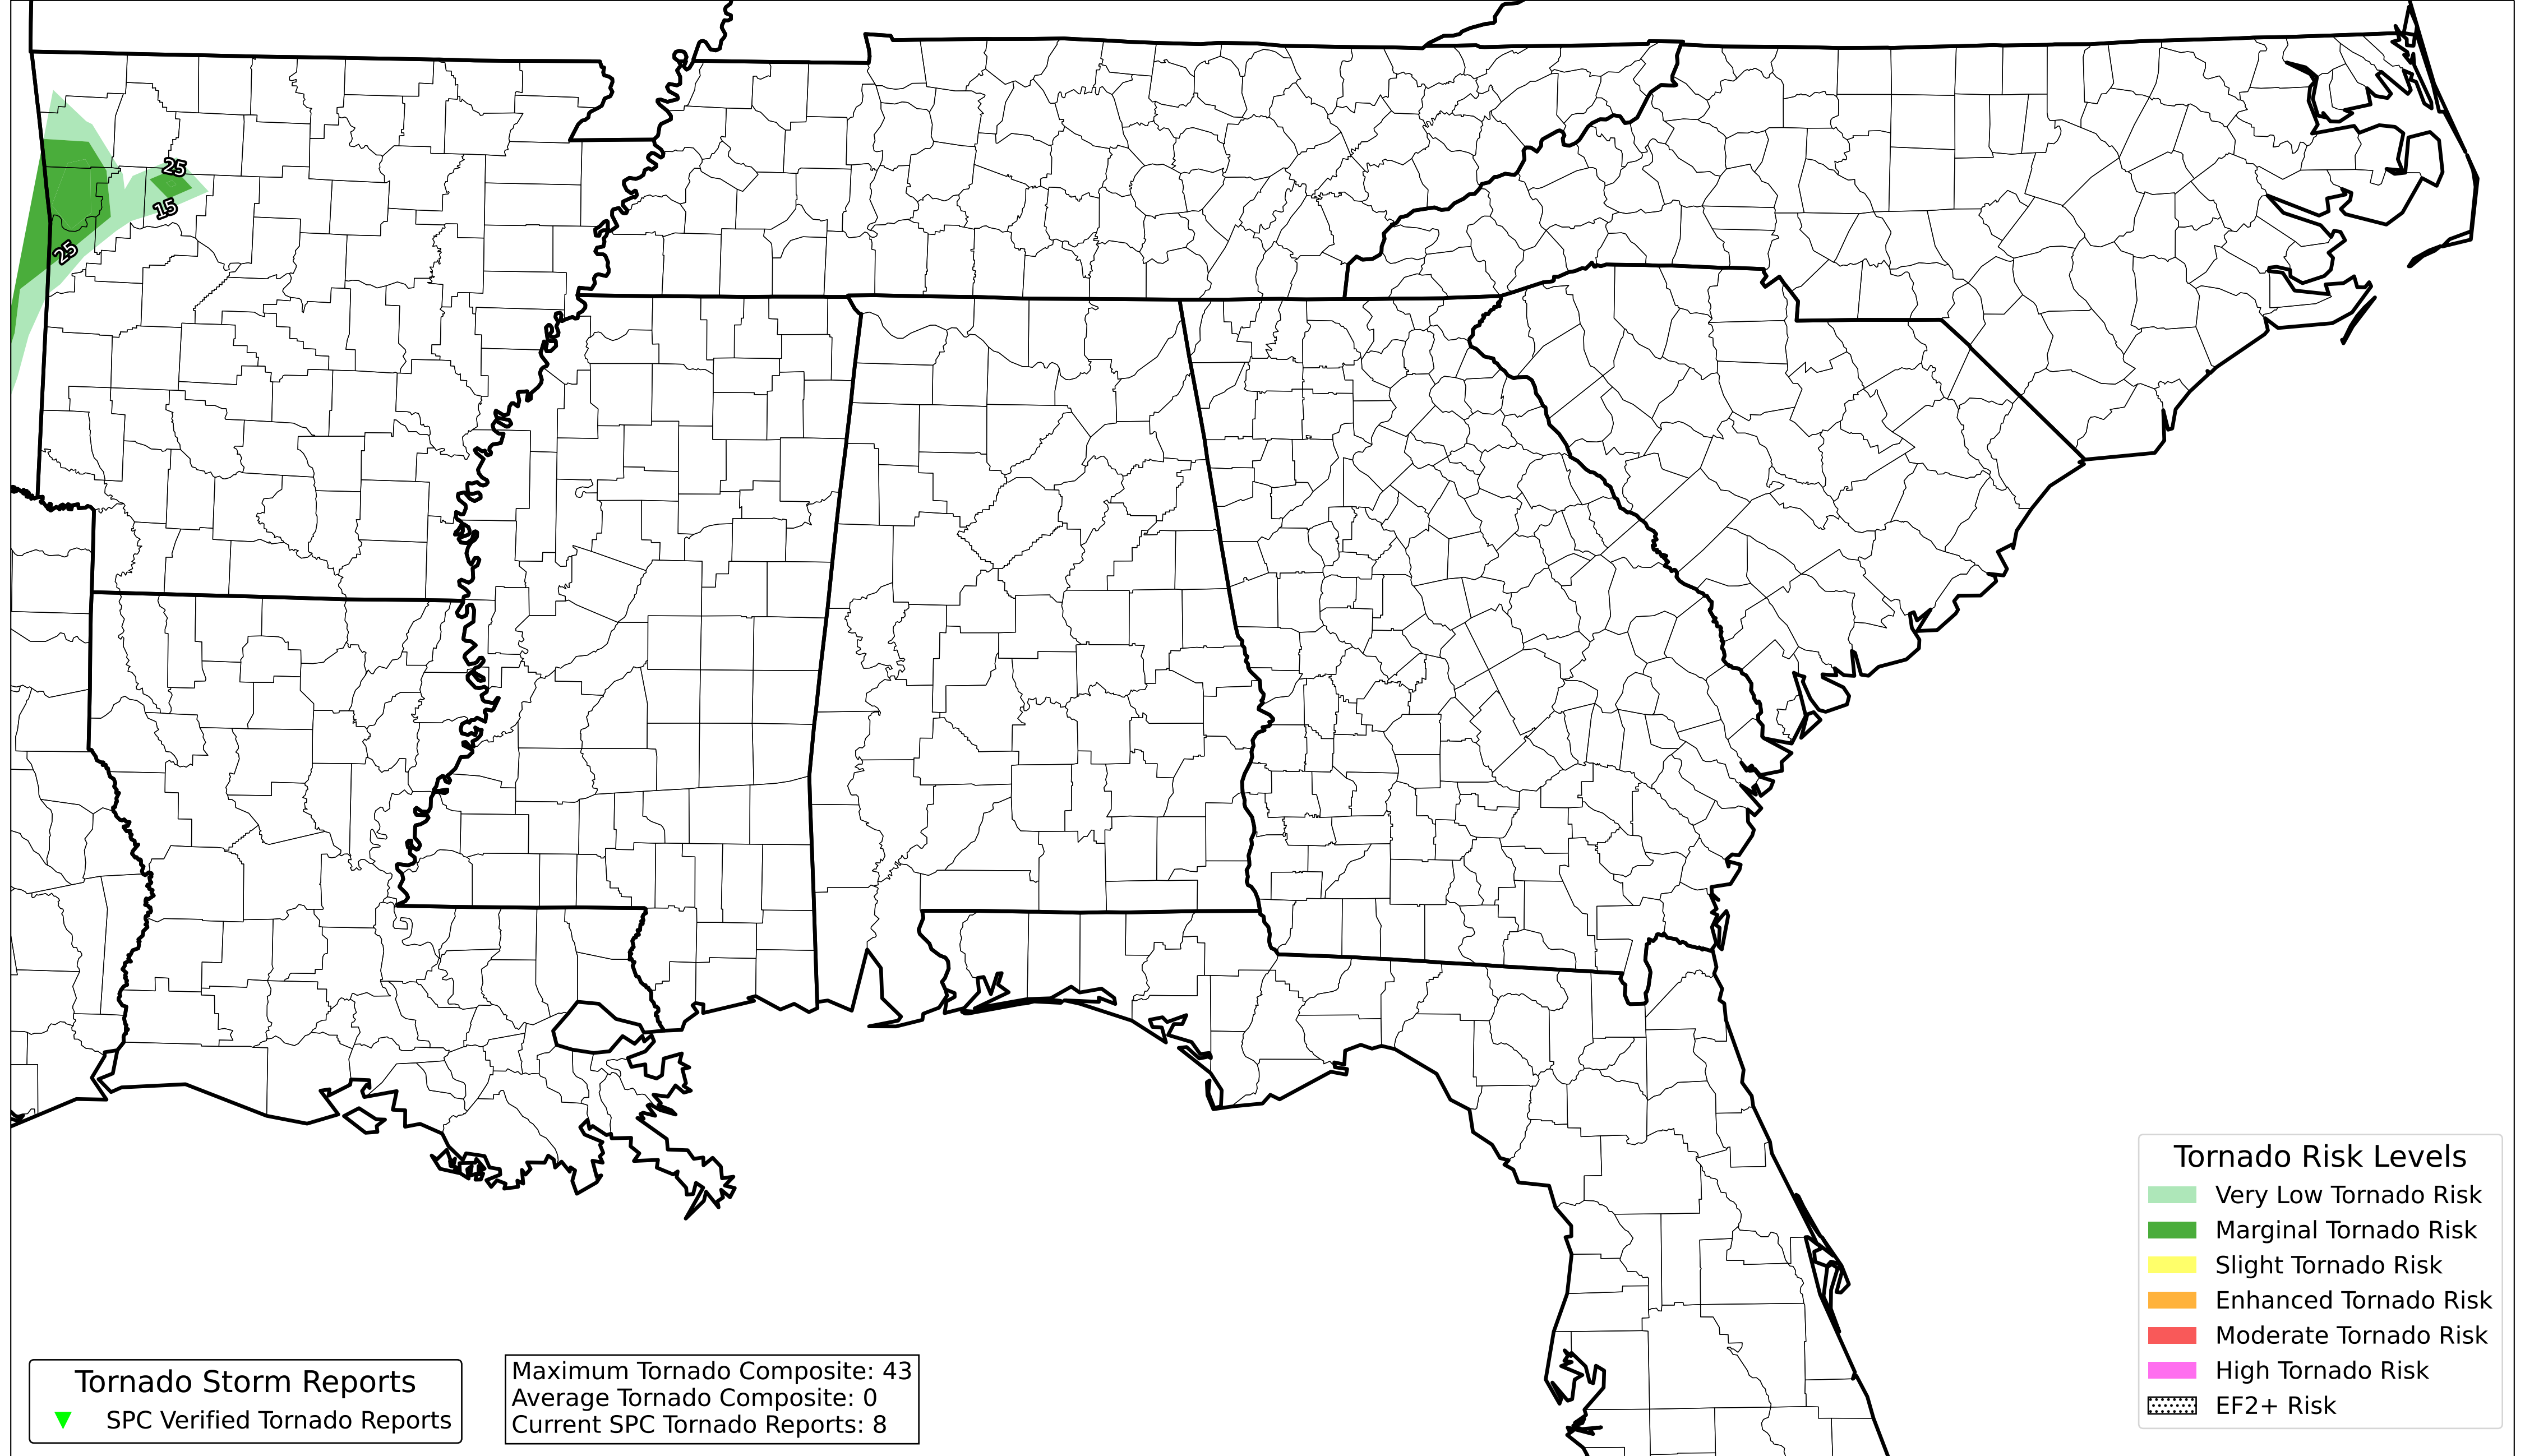 25
15
25
Tornado Storm Reports
SPC Verified Tornado Reports
Maximum Tornado Composite: 43
Average Tornado Composite: 0
Current SPC Tornado Reports: 8
Tornado Risk Levels
Very Low Tornado Risk
Marginal Tornado Risk
Slight Tornado Risk
Enhanced Tornado Risk
Moderate Tornado Risk
High Tornado Risk
EF2+ Risk